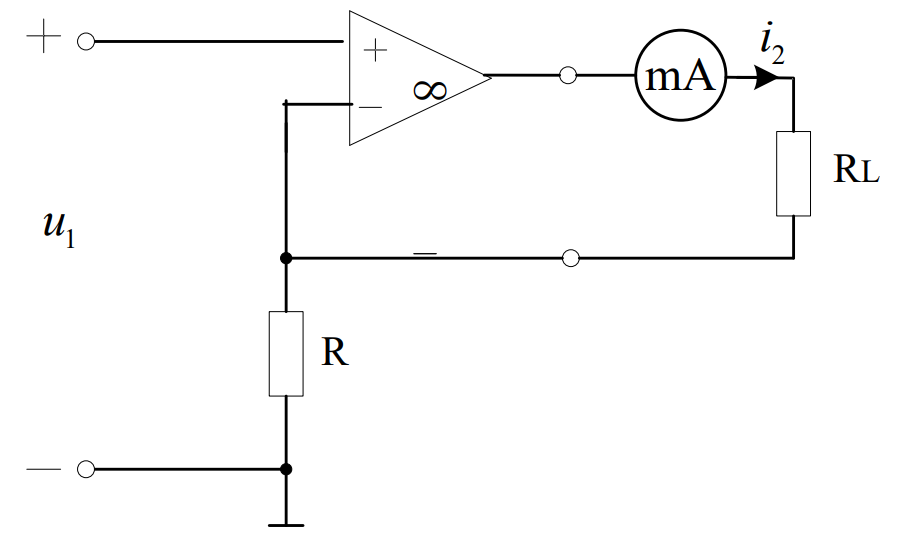 +
+
∞
−
mA
i₂
RL
u₁
−
R
−